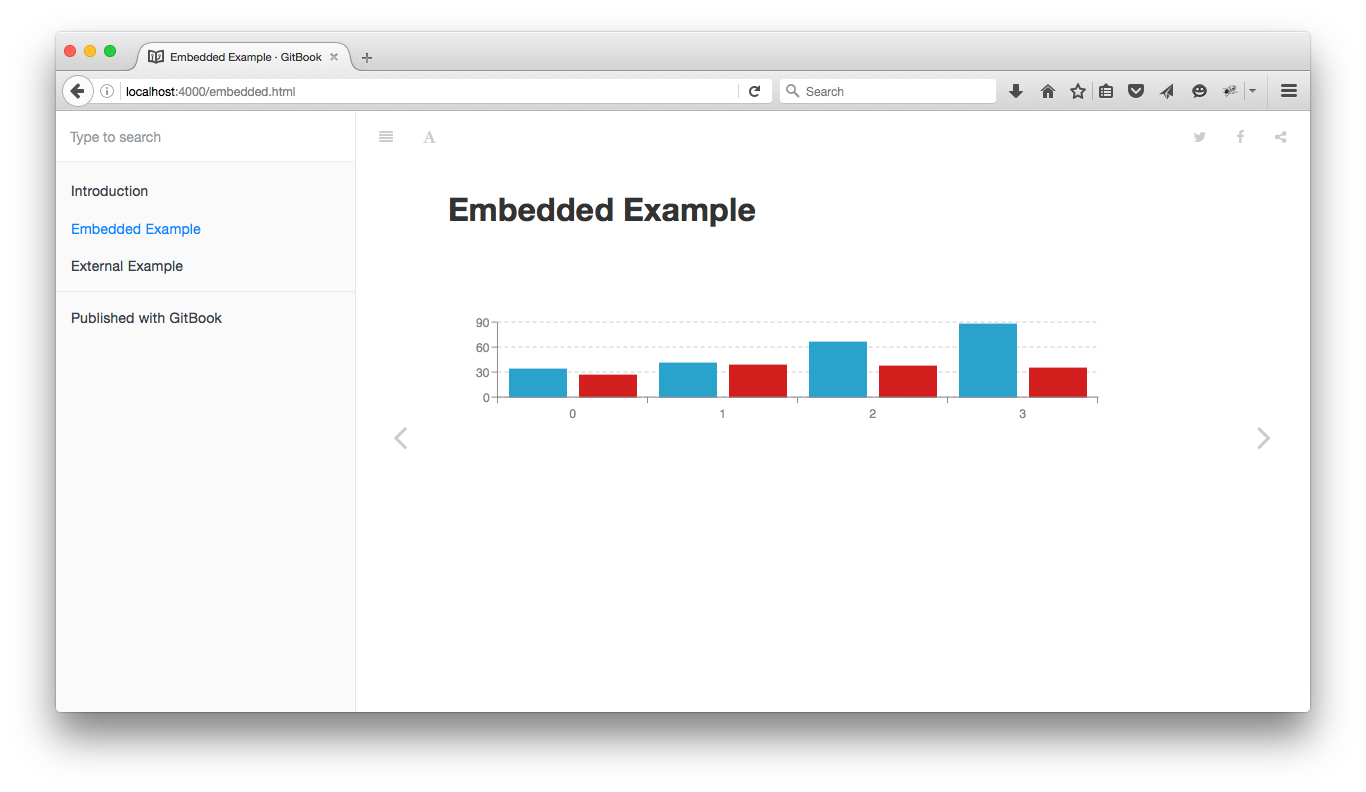 Embedded Example · GitBook
localhost:4000/embedded.html
Search
Type to search
A
Introduction
Embedded Example
External Example
Published with GitBook
Embedded Example
90
60
30
0
0 1 2 3